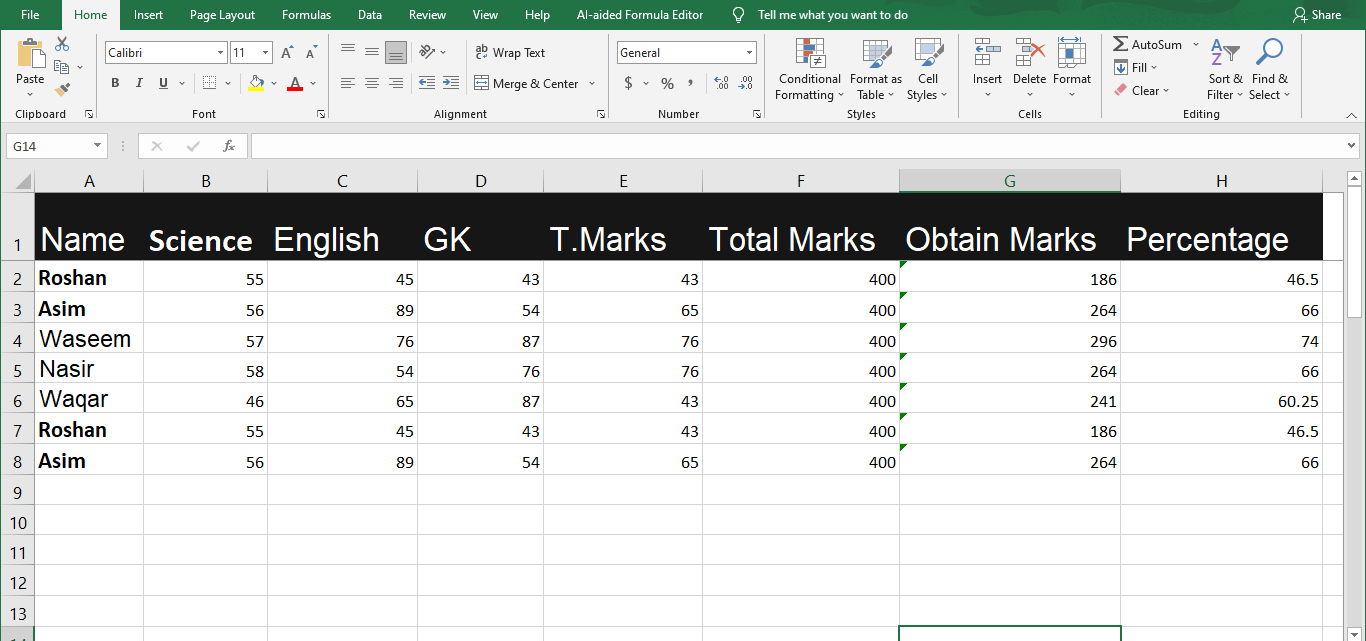 File Home Insert Page Layout Formulas Data Review View Help AI-aided Formula Editor Tell me what you want to do Share
Calibri 11 A A ab Wrap Text General AutoSum
Paste B I U A Merge & Center $ % , .00 .00 Conditional Formatting Format as Table Cell Styles Insert Delete Format Fill Clear Sort & Filter Find & Select
Clipboard Font Alignment Number Styles Cells Editing
G14 fx
A B C D E F G H
1 Name Science English GK T.Marks Total Marks Obtain Marks Percentage
2 Roshan 55 45 43 43 400 186 46.5
3 Asim 56 89 54 65 400 264 66
4 Waseem 57 76 87 76 400 296 74
5 Nasir 58 54 76 76 400 264 66
6 Waqar 46 65 87 43 400 241 60.25
7 Roshan 55 45 43 43 400 186 46.5
8 Asim 56 89 54 65 400 264 66
9
10
11
12
13